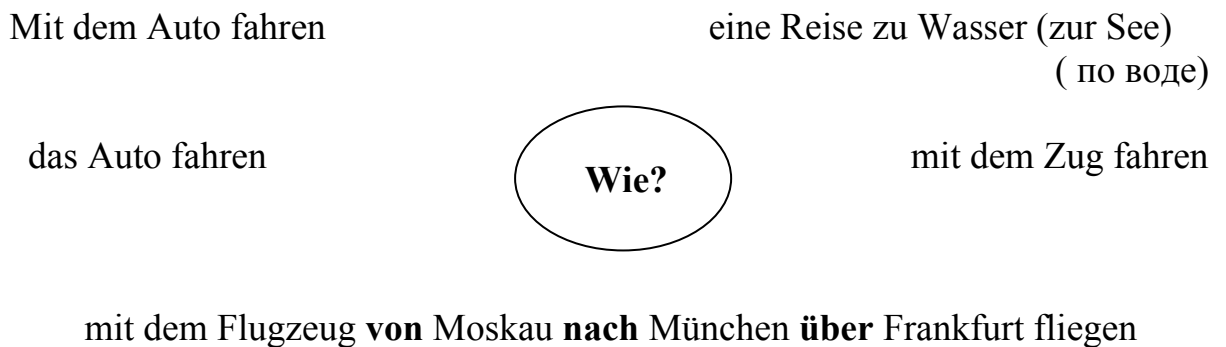 Mit dem Auto fahren
eine Reise zu Wasser (zur See)
( по воде)
das Auto fahren
Wie?
mit dem Zug fahren
mit dem Flugzeug von Moskau nach München über Frankfurt fliegen